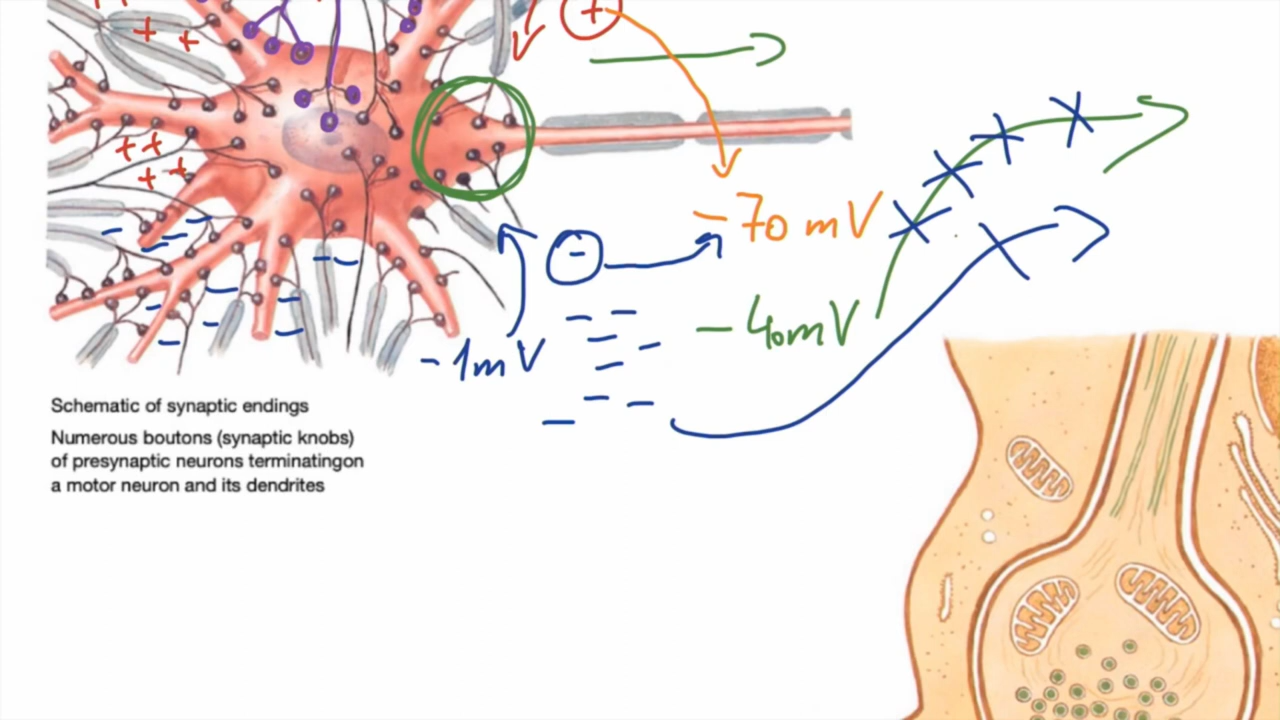 - 70 mV
- 40mV
- 1mV
Schematic of synaptic endings
Numerous boutons (synaptic knobs)
of presynaptic neurons terminatingon
a motor neuron and its dendrites